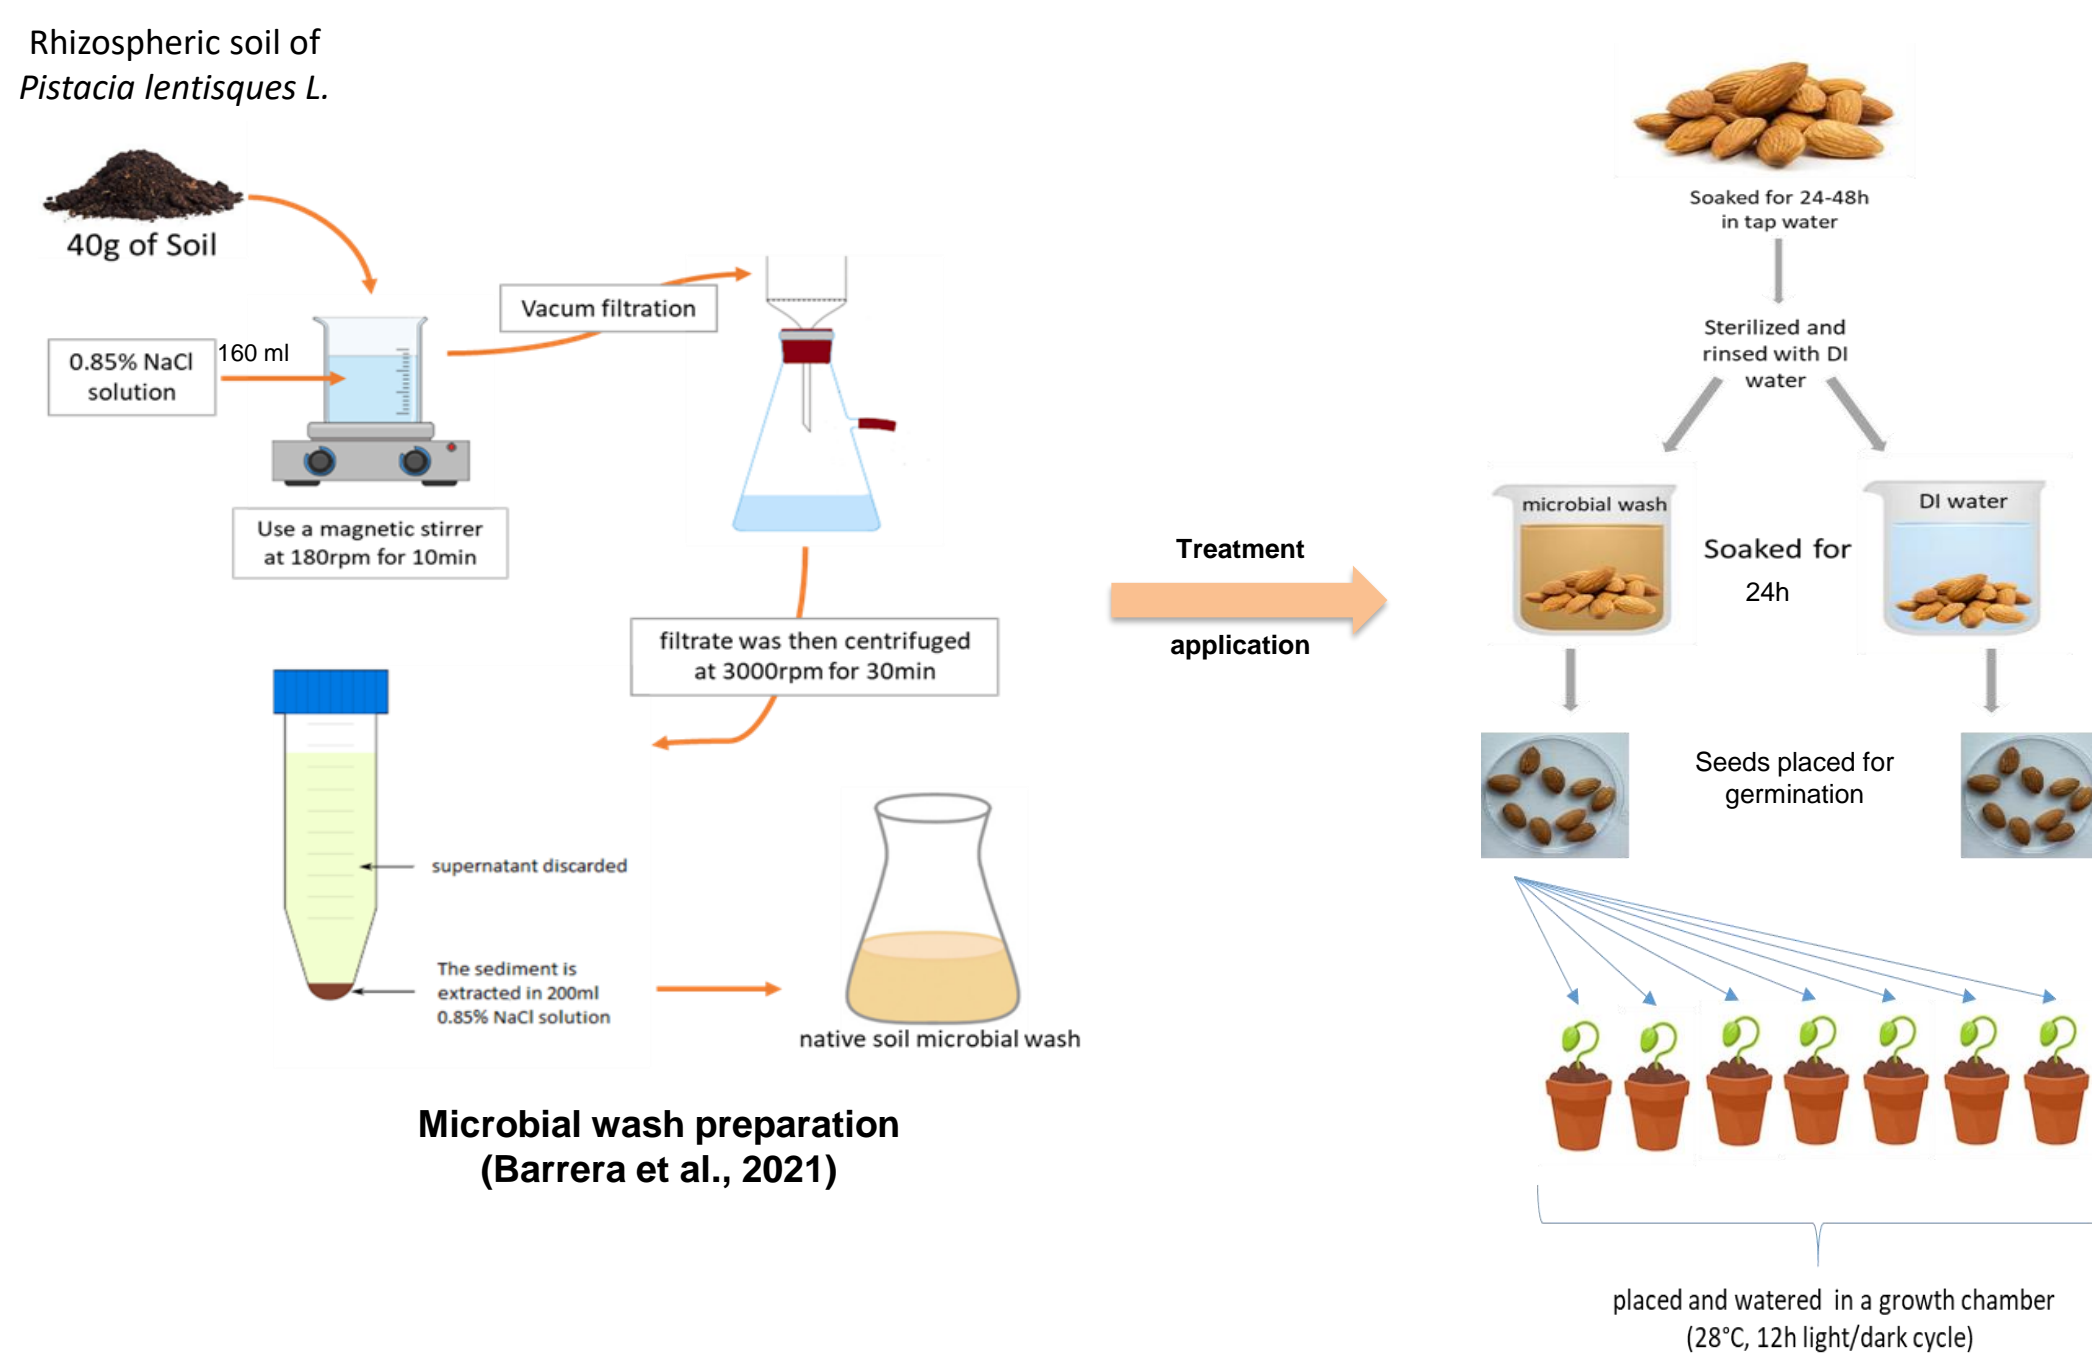 Rhizospheric soil of
Pistacia lentisques L.
40g of Soil
0.85% NaCl
solution
160 ml
Use a magnetic stirrer
at 180rpm for 10min
Vacum filtration
filtrate was then centrifuged
at 3000rpm for 30min
supernatant discarded
The sediment is
extracted in 200ml
0.85% NaCl solution
native soil microbial wash
Microbial wash preparation
(Barrera et al., 2021)
Treatment
application
Soaked for 24-48h
in tap water
Sterilized and
rinsed with DI
water
microbial wash
Soaked for
24h
DI water
Seeds placed for
germination
placed and watered in a growth chamber
(28°C, 12h light/dark cycle)